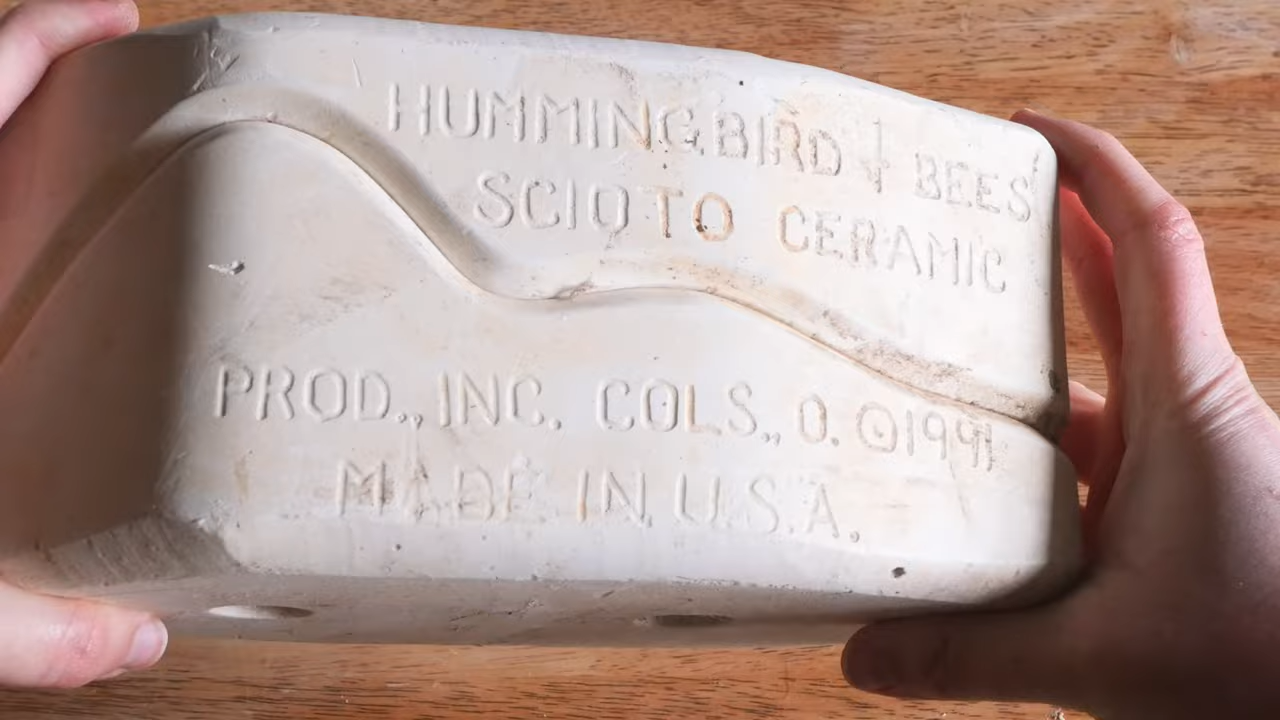 HUMMINGBIRD & BEES
SCIOTO CERAMIC
PROD., INC. COLS., O. ©1991
MADE IN U.S.A.